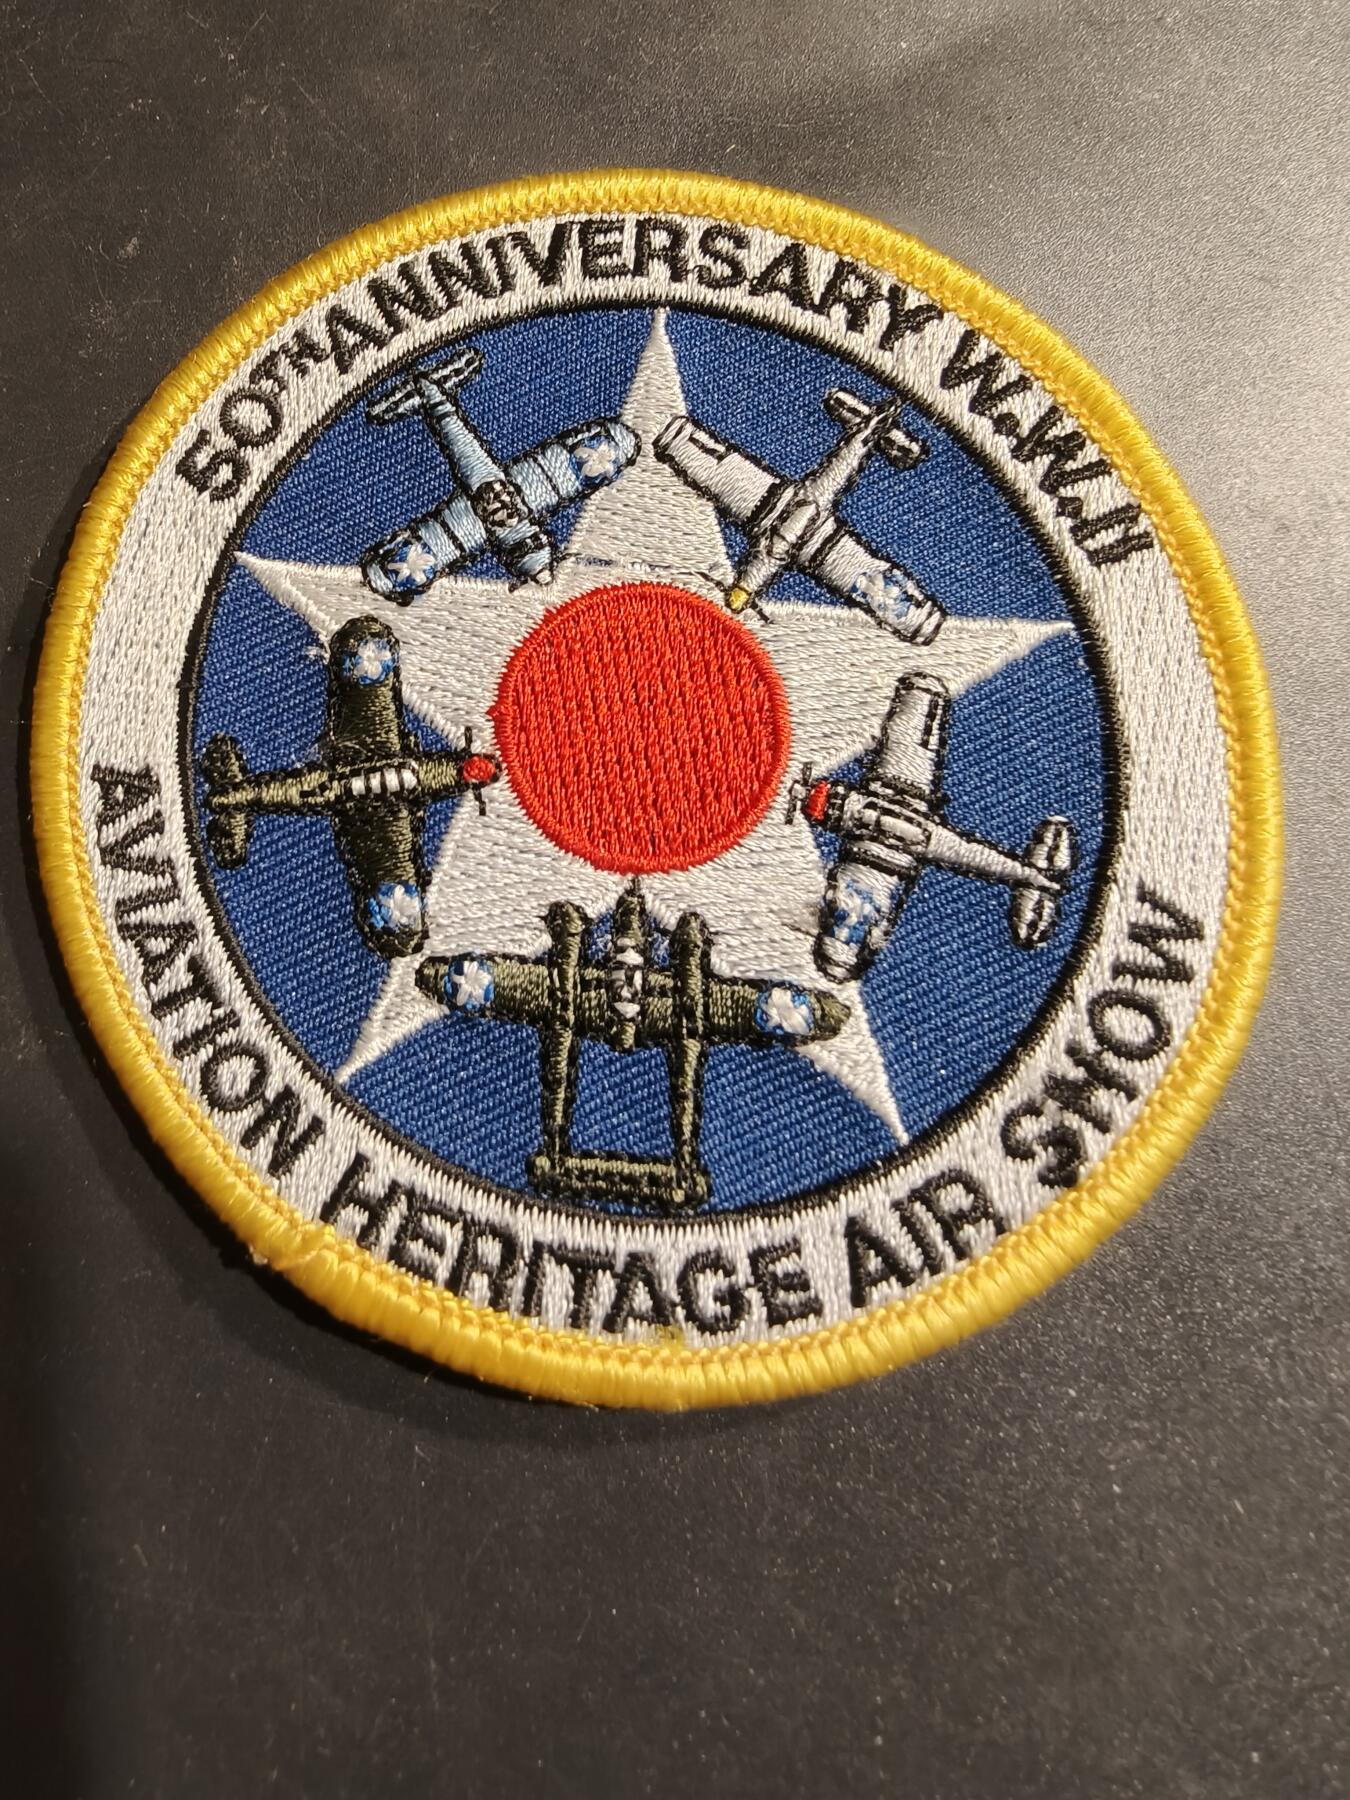 50TH ANNIVERSARY W.W.II
AVIATION HERITAGE AIR SHOW